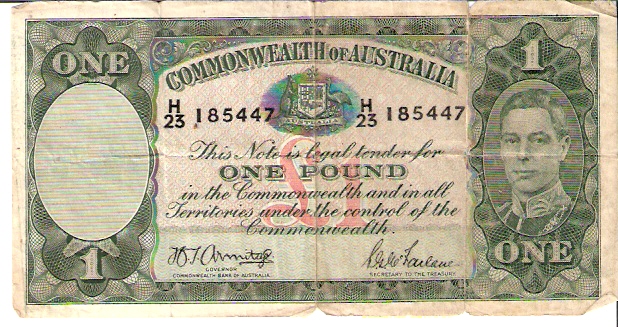 ONE
COMMONWEALTH OF AUSTRALIA
1
H
23 185447
H
23 185447
AUSTRALIA
This Note is legal tender for
ONE POUND
in the Commonwealth and in all
Territories under the control of the
Commonwealth.
£1
H T Armitage
GOVERNOR
COMMONWEALTH BANK OF AUSTRALIA
SECRETARY TO THE TREASURY
1
ONE